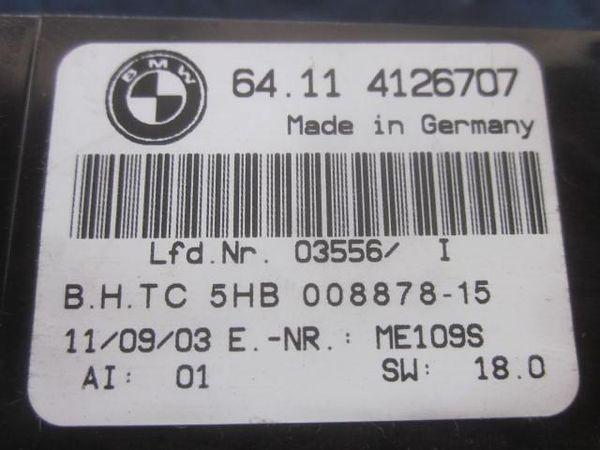 BMW
64.11 4126707
Made in Germany
Lfd.Nr. 03556/ I
B.H.TC 5HB 008878-15
11/09/03 E.-NR.: ME109S
AI: 01 SW: 18.0